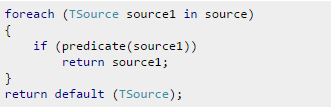 foreach (TSource source1 in source)
{
    if (predicate(source1))
        return source1;
}
return default (TSource);